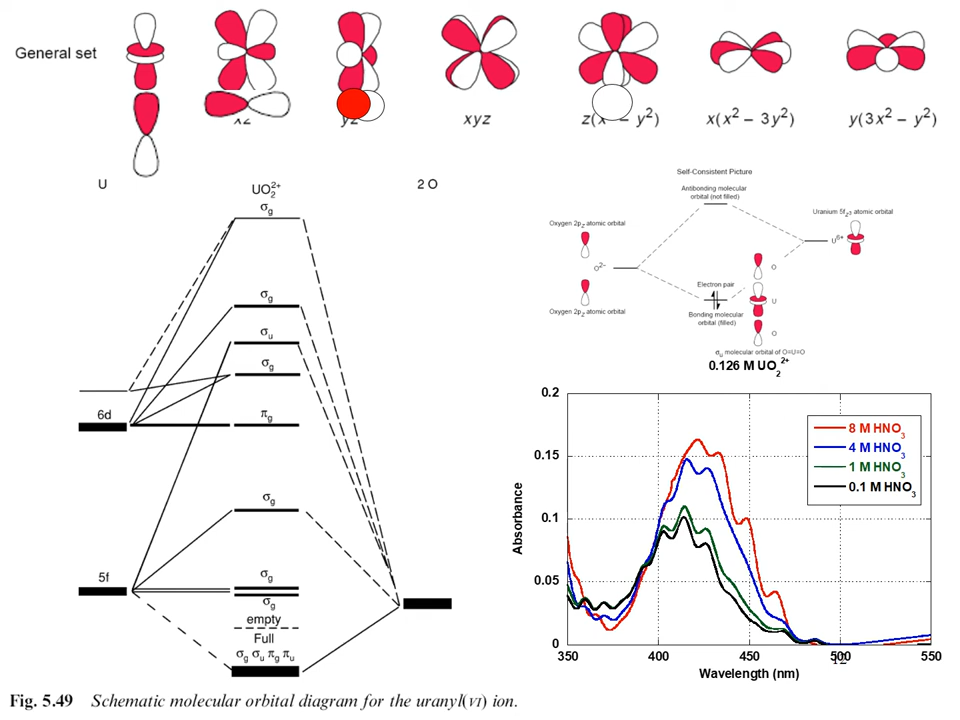 General set
xz
yz
xyz
z(x² – y²)
x(x² – 3y²)
y(3x² – y²)
U
UO₂²⁺
2 O
σg
σg
σu
σg
6d
πg
σg
5f
σg
σg
empty
Full
σg σu πg πu
Self-Consistent Picture
Antibonding molecular
orbital (not filled)
Oxygen 2pz atomic orbital
Uranium 5fz³ atomic orbital
U⁶⁺
O²⁻
O
Electron pair
U
Oxygen 2pz atomic orbital
Bonding molecular
orbital (filled)
O
σu molecular orbital of O=U=O
0.126 M UO₂²⁺
0.2
0.15
0.1
0.05
0
Absorbance
8 M HNO₃
4 M HNO₃
1 M HNO₃
0.1 M HNO₃
350
400
450
500
550
12
Wavelength (nm)
Fig. 5.49 Schematic molecular orbital diagram for the uranyl(VI) ion.